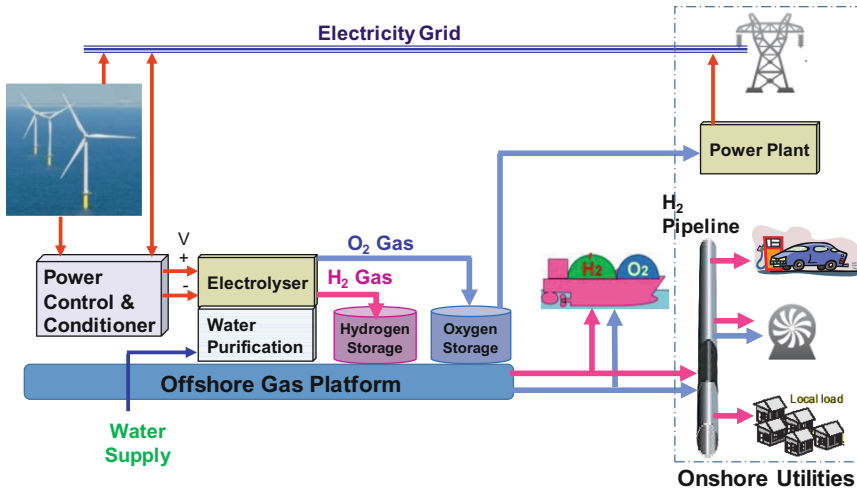 Electricity Grid
Power Plant
H2
Pipeline
V
+
-
O2 Gas
H2 Gas
Power
Control &
Conditioner
Electrolyser
Water
Purification
Hydrogen
Storage
Oxygen
Storage
H2
O2
Offshore Gas Platform
Local load
Water
Supply
Onshore Utilities